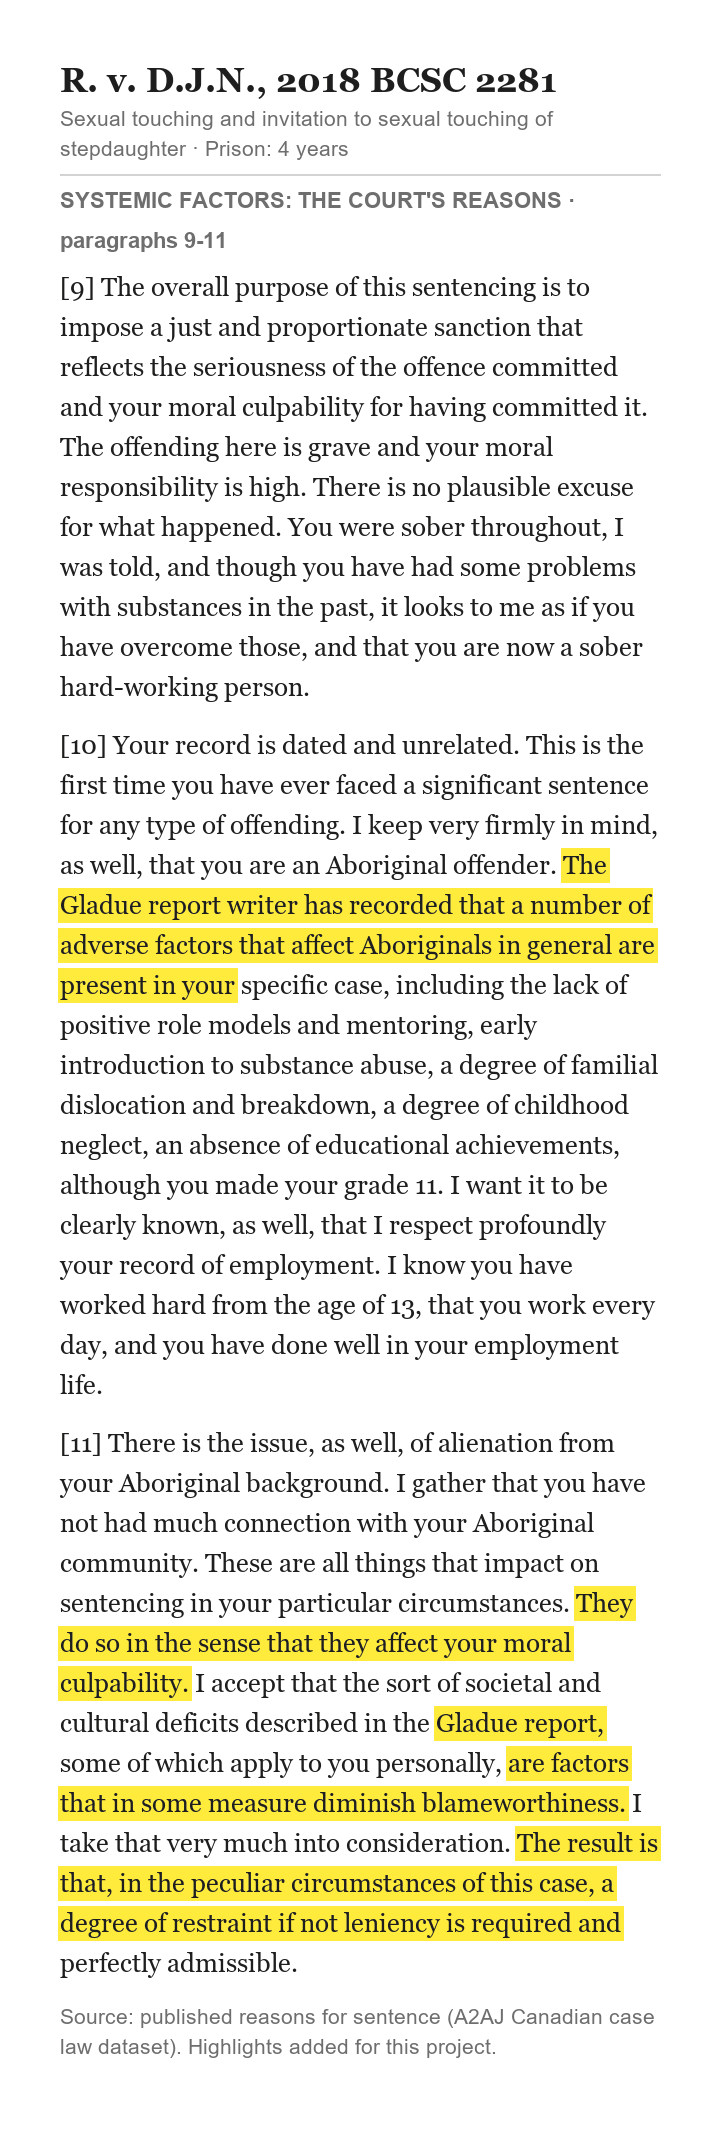 R. v. D.J.N., 2018 BCSC 2281
Sexual touching and invitation to sexual touching of
stepdaughter · Prison: 4 years
SYSTEMIC FACTORS: THE COURT'S REASONS ·
paragraphs 9-11
[9] The overall purpose of this sentencing is to
impose a just and proportionate sanction that
reflects the seriousness of the offence committed
and your moral culpability for having committed it.
The offending here is grave and your moral
responsibility is high. There is no plausible excuse
for what happened. You were sober throughout, I
was told, and though you have had some problems
with substances in the past, it looks to me as if you
have overcome those, and that you are now a sober
hard-working person.
[10] Your record is dated and unrelated. This is the
first time you have ever faced a significant sentence
for any type of offending. I keep very firmly in mind,
as well, that you are an Aboriginal offender. The
Gladue report writer has recorded that a number of
adverse factors that affect Aboriginals in general are
present in your specific case, including the lack of
positive role models and mentoring, early
introduction to substance abuse, a degree of familial
dislocation and breakdown, a degree of childhood
neglect, an absence of educational achievements,
although you made your grade 11. I want it to be
clearly known, as well, that I respect profoundly
your record of employment. I know you have
worked hard from the age of 13, that you work every
day, and you have done well in your employment
life.
[11] There is the issue, as well, of alienation from
your Aboriginal background. I gather that you have
not had much connection with your Aboriginal
community. These are all things that impact on
sentencing in your particular circumstances. They
do so in the sense that they affect your moral
culpability. I accept that the sort of societal and
cultural deficits described in the Gladue report,
some of which apply to you personally, are factors
that in some measure diminish blameworthiness. I
take that very much into consideration. The result is
that, in the peculiar circumstances of this case, a
degree of restraint if not leniency is required and
perfectly admissible.
Source: published reasons for sentence (A2AJ Canadian case
law dataset). Highlights added for this project.